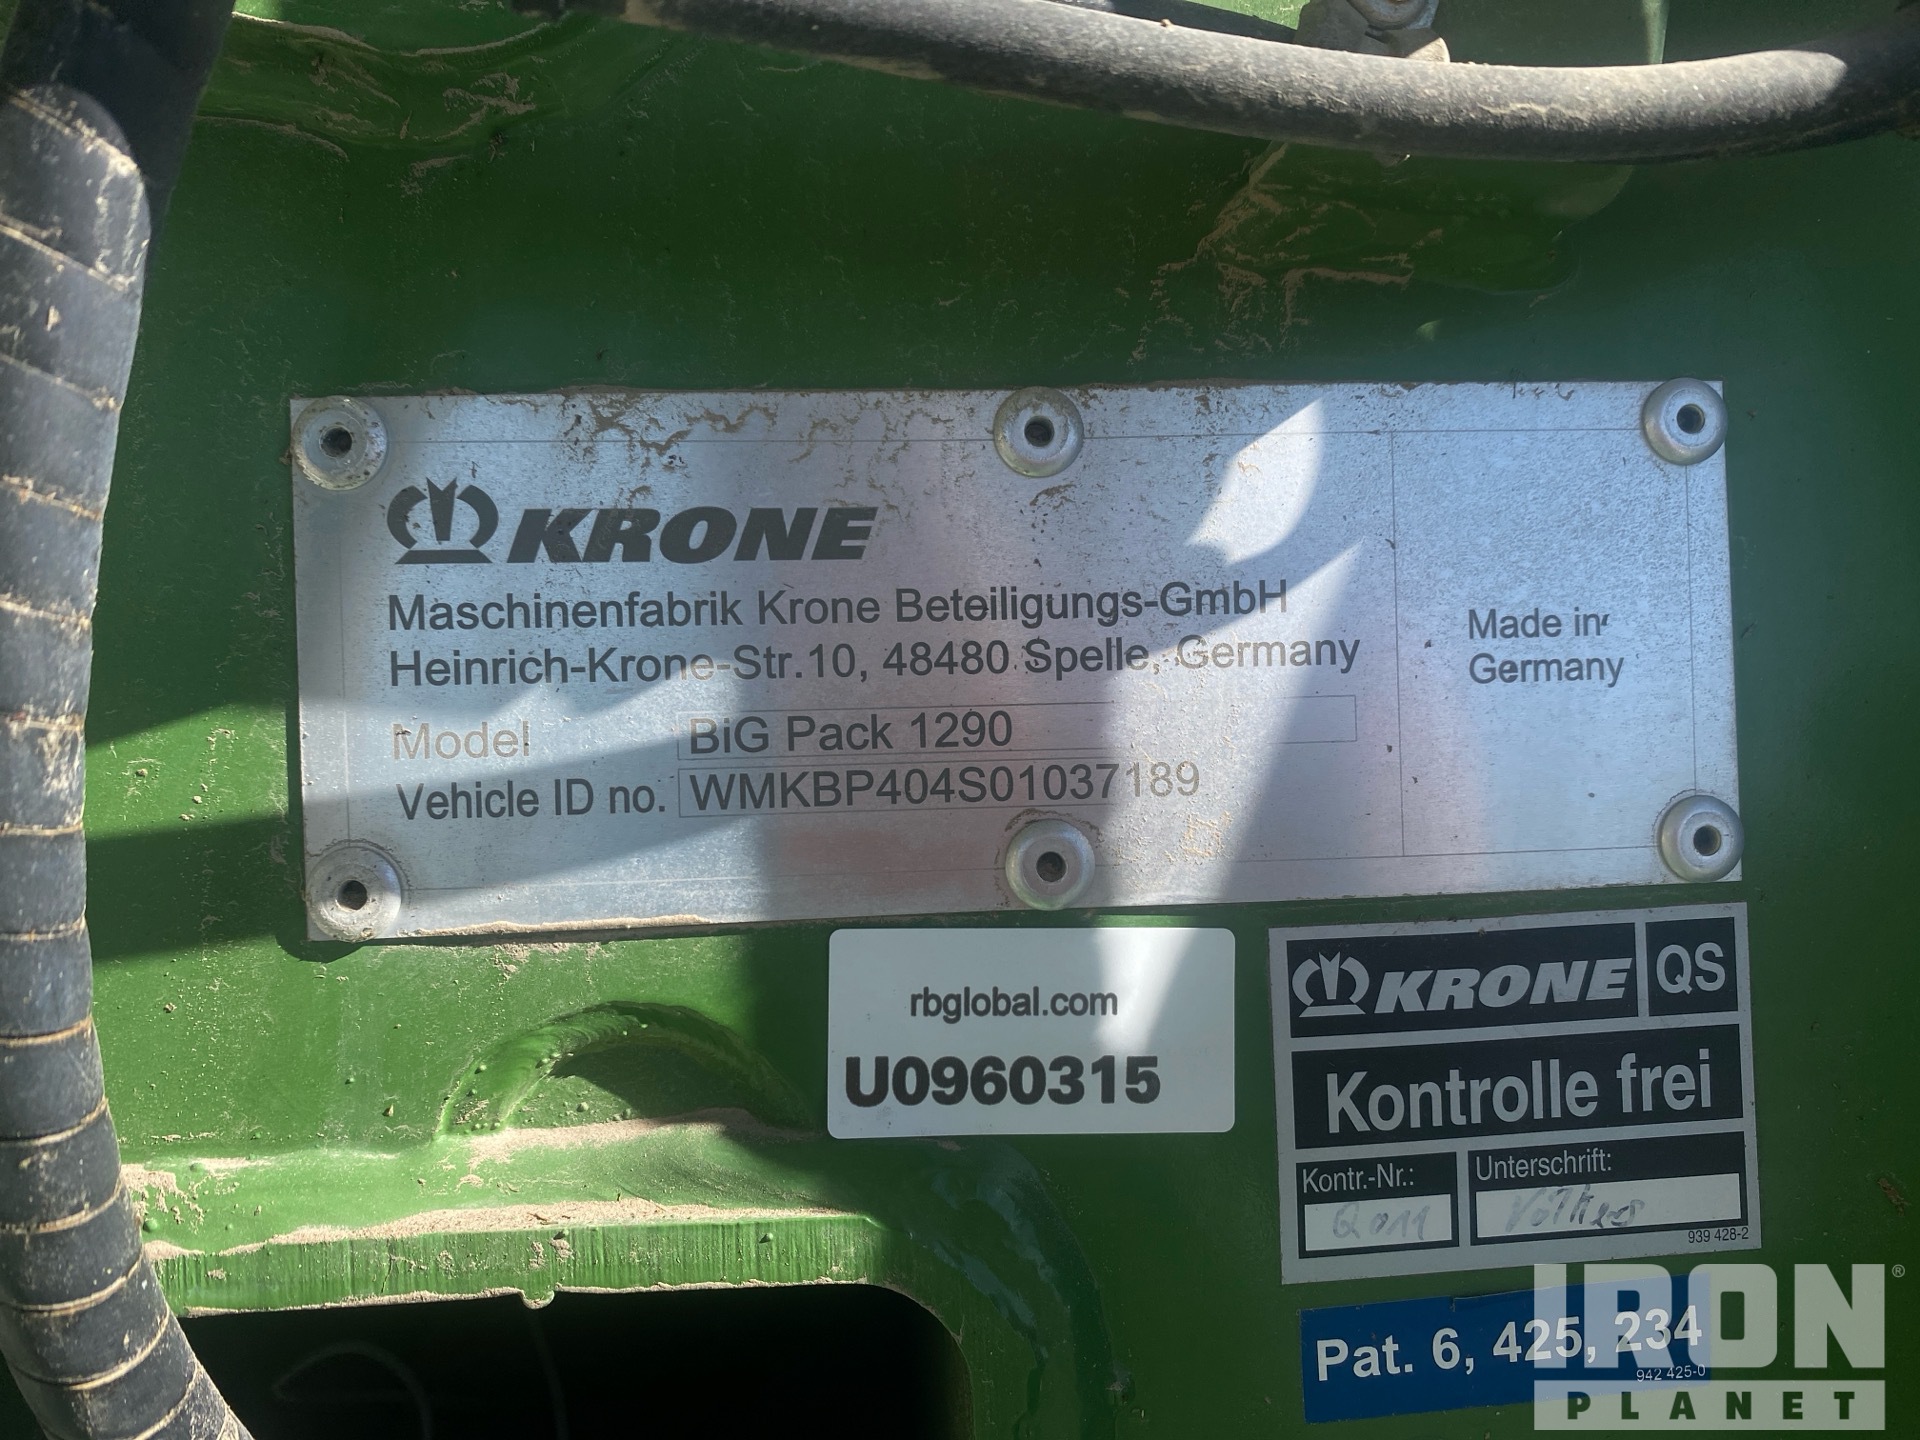 KRONE
Maschinenfabrik Krone Beteiligungs-GmbH
Heinrich-Krone-Str.10, 48480 Spelle, Germany
Model BiG Pack 1290
Vehicle ID no. WMKBP404S01037189
Made in
Germany
rbglobal.com
U0960315
KRONE QS
Kontrolle frei
Kontr.-Nr.: Unterschrift:
Q011
939 428-2
Pat. 6, 425, 234
942 425-0
IRON®
PLANET